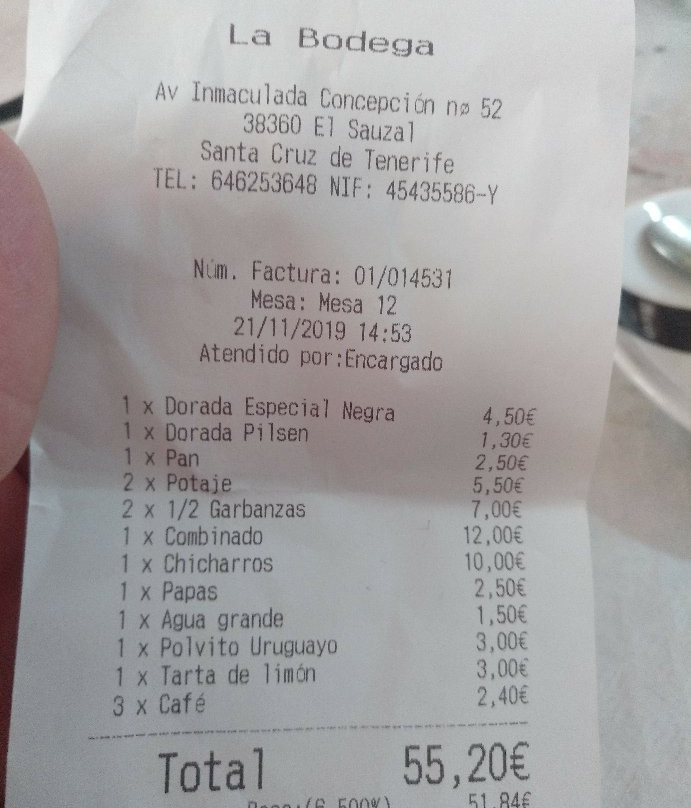 La Bodega
Av Inmaculada Concepción nø 52
38360 El Sauzal
Santa Cruz de Tenerife
TEL: 646253648 NIF: 45435586-Y
Núm. Factura: 01/014531
Mesa: Mesa 12
21/11/2019 14:53
Atendido por:Encargado
1 x Dorada Especial Negra 4,50€
1 x Dorada Pilsen 1,30€
1 x Pan 2,50€
2 x Potaje 5,50€
2 x 1/2 Garbanzas 7,00€
1 x Combinado 12,00€
1 x Chicharros 10,00€
1 x Papas 2,50€
1 x Agua grande 1,50€
1 x Polvito Uruguayo 3,00€
1 x Tarta de limón 3,00€
3 x Café 2,40€
Total 55,20€
51,84€